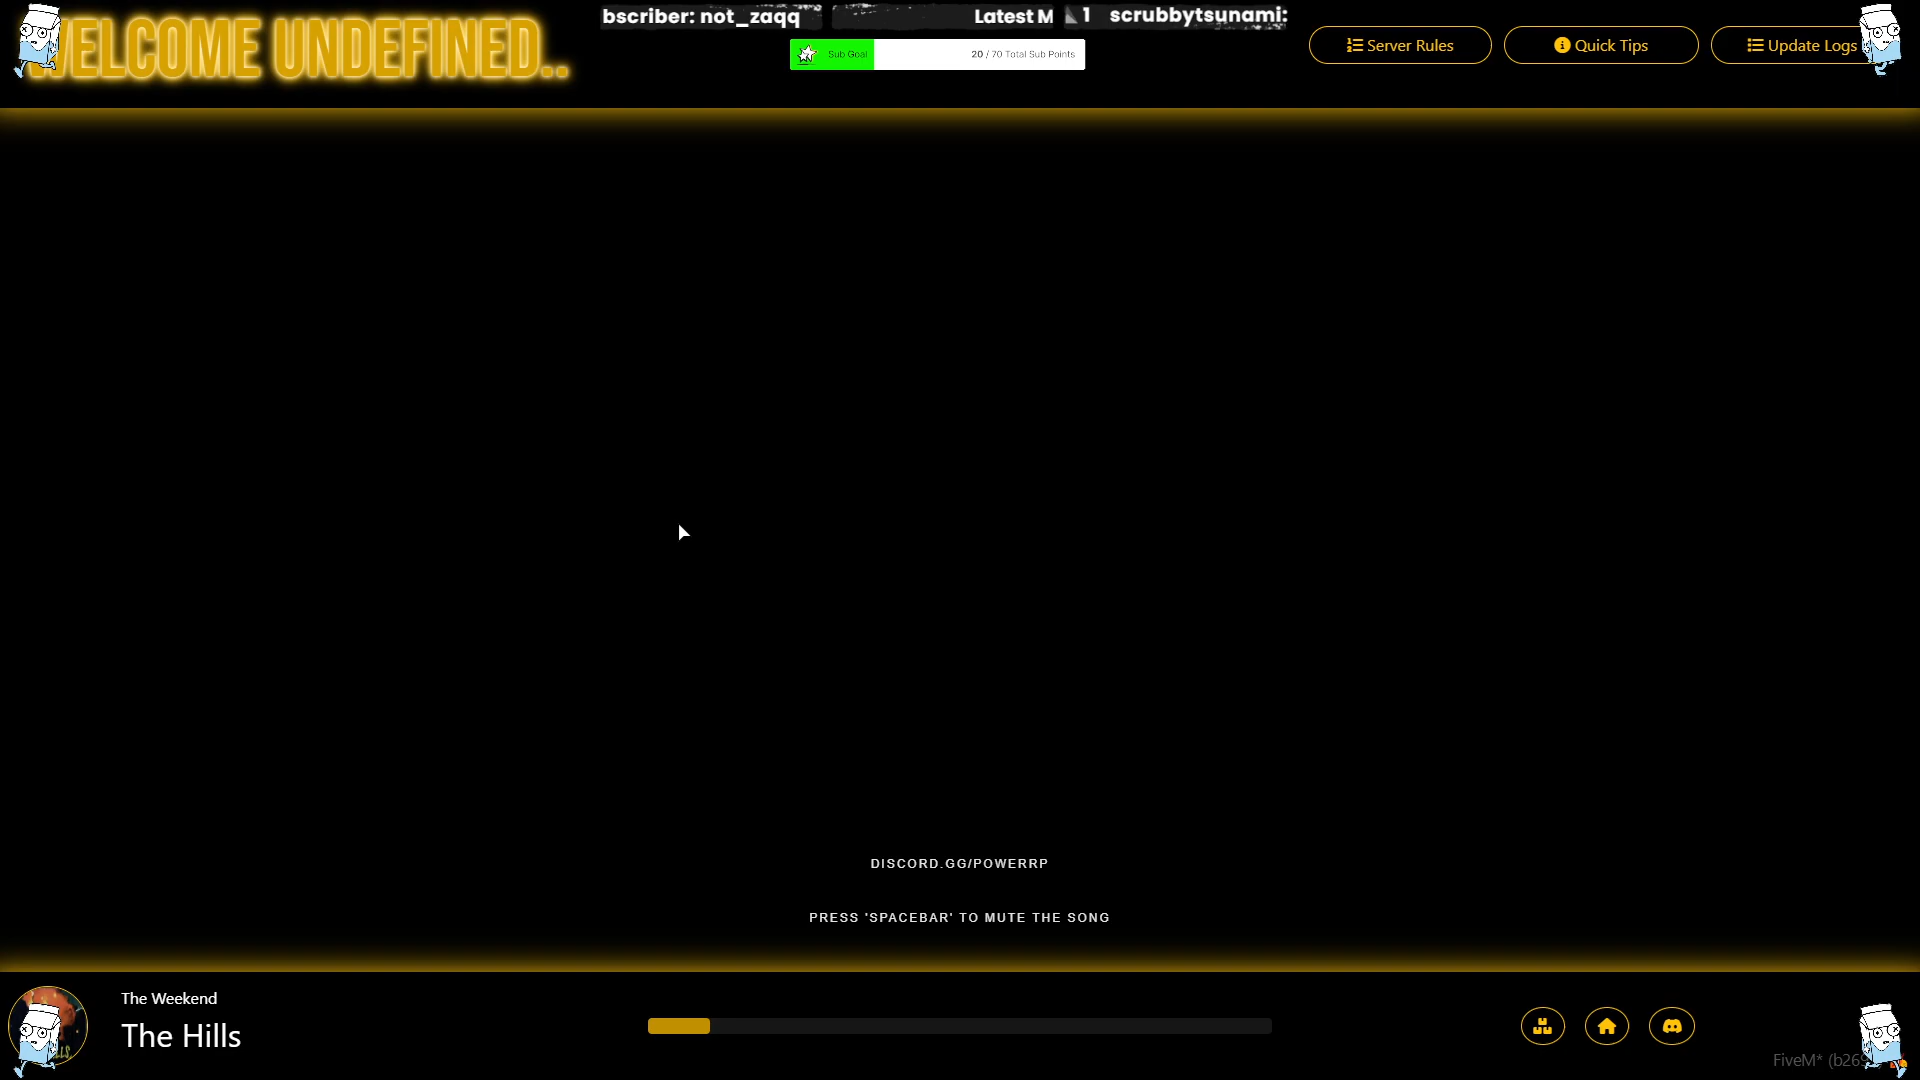 WELCOME UNDEFINED..
bscriber: not_zaqq
Latest M
1 scrubbytsunami:
Sub Goal
20 / 70 Total Sub Points
Server Rules
Quick Tips
Update Logs
DISCORD.GG/POWERRP
PRESS 'SPACEBAR' TO MUTE THE SONG
The Weekend
The Hills
FiveM* (b26